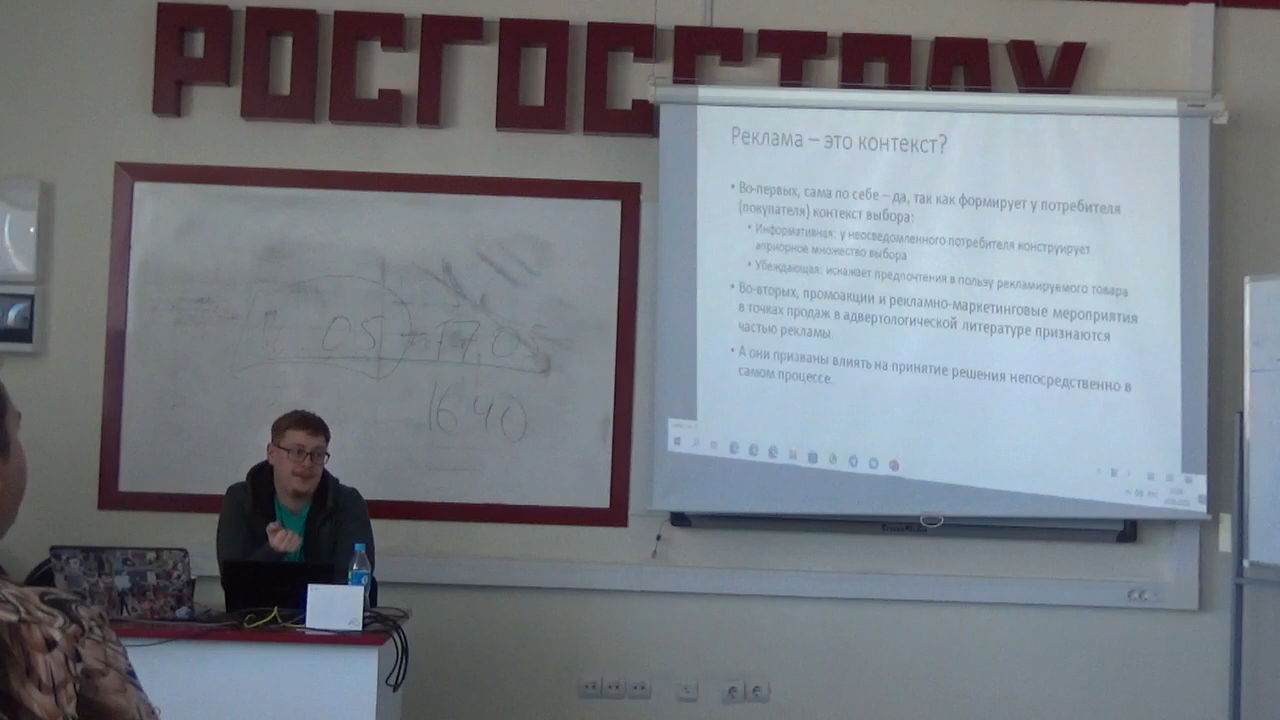 РОСГОССТРАХ
Реклама – это контекст?
• Во-первых, сама по себе – да, так как формирует у потребителя
(покупателя) контекст выбора:
• Информативная: у неосведомленного потребителя конструирует
априорное множество выбора
• Убеждающая: искажает предпочтения в пользу рекламируемого товара
• Во-вторых, промоакции и рекламно-маркетинговые мероприятия
в точках продаж в адвертологической литературе признаются
частью рекламы.
• А они призваны влиять на принятие решения непосредственно в
самом процессе.
05
17 05
1640